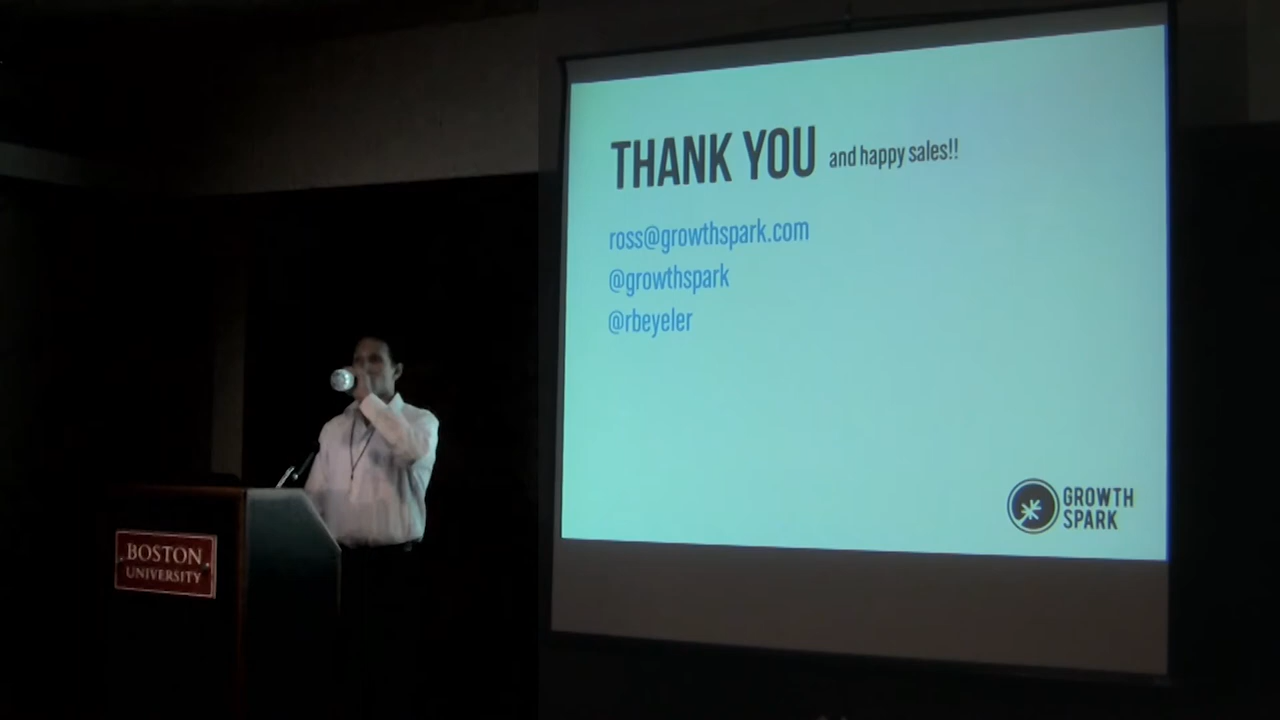 THANK YOU and happy sales!!
ross@growthspark.com
@growthspark
@rbeyeler
GROWTH
SPARK
BOSTON
UNIVERSITY